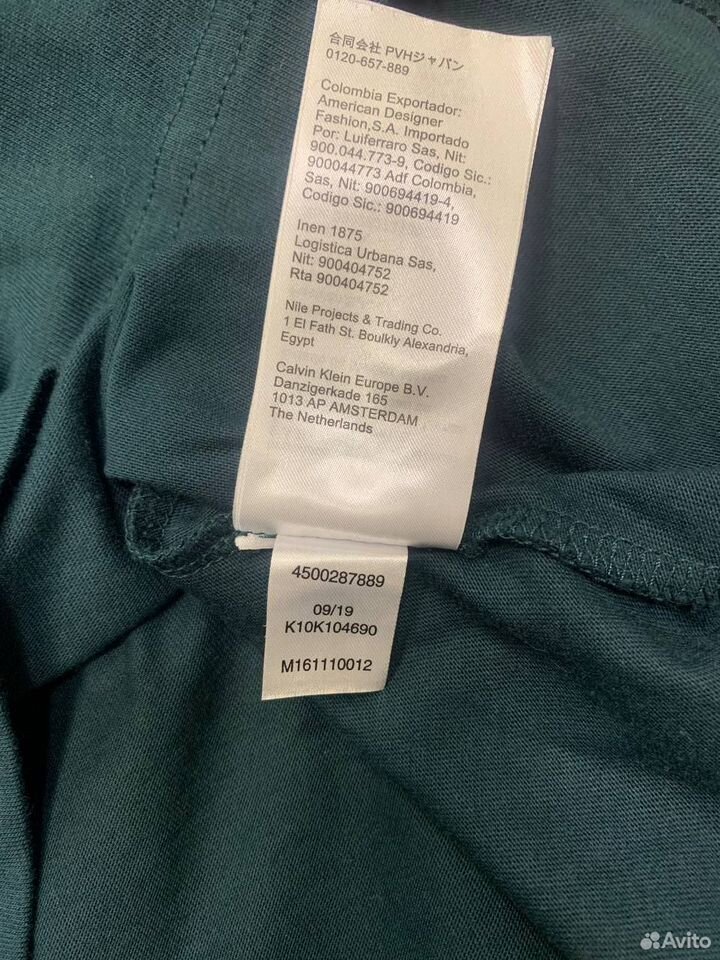 合同会社 PVHジャパン
0120-657-889
Colombia Exportador:
American Designer
Fashion,S.A. Importado
Por: Luiferraro Sas, Nit:
900.044.773-9, Codigo Sic.:
900044773 Adf Colombia,
Sas, Nit: 900694419-4,
Codigo Sic.: 900694419
Inen 1875
Logistica Urbana Sas,
Nit: 900404752
Rta 900404752
Nile Projects & Trading Co.
1 El Fath St. Boulkly Alexandria,
Egypt
Calvin Klein Europe B.V.
Danzigerkade 165
1013 AP AMSTERDAM
The Netherlands
4500287889
09/19
K10K104690
M161110012
Avito